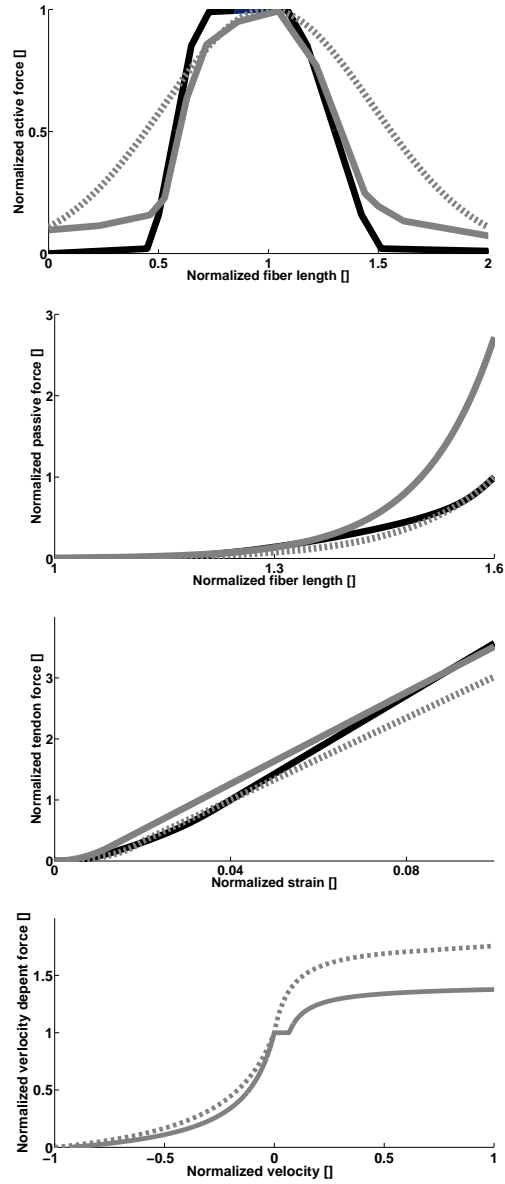 Normalized active force []
1
0.5
0
0 0.5 1 1.5 2
Normalized fiber length []
Normalized passive force []
3
2
1
0
1 1.3 1.6
Normalized fiber length []
Normalized tendon force []
3
2
1
0
0 0.04 0.08
Normalized strain []
Normalized verlocity depent force []
1.5
1
0.5
0
−1 −0.5 0 0.5 1
Normalized velocity []